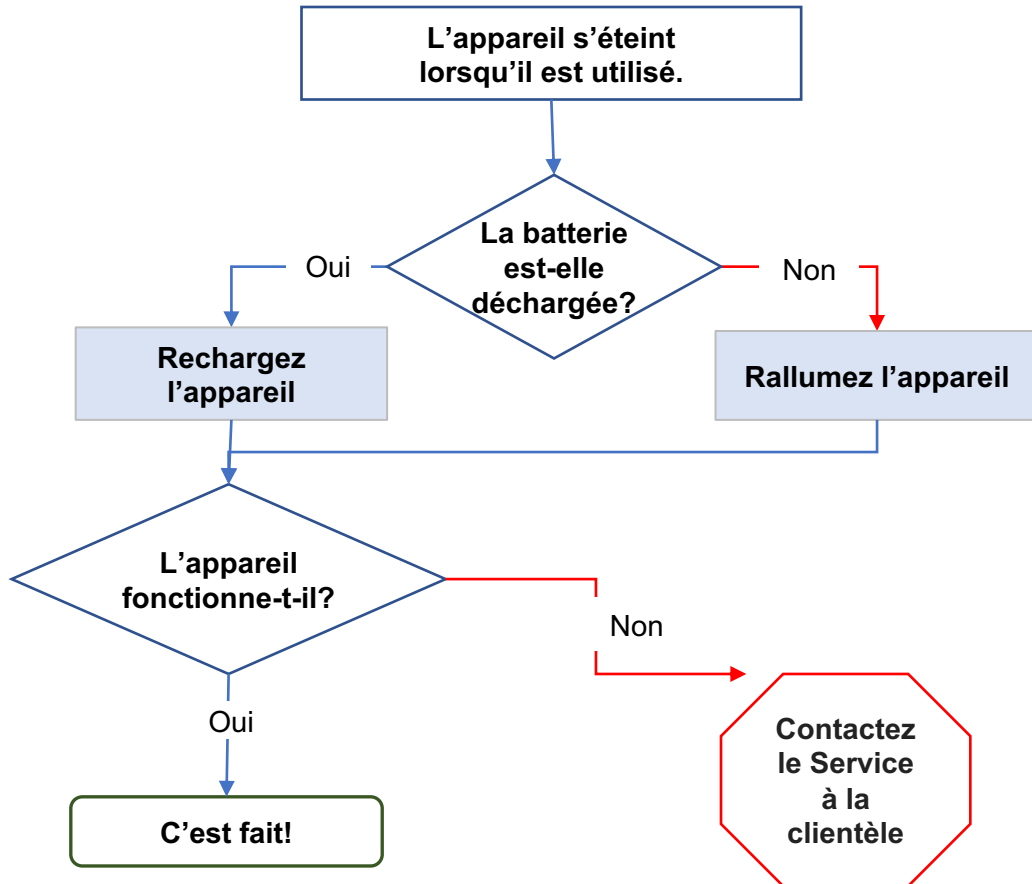 L’appareil s’éteint
lorsqu’il est utilisé.
La batterie
est-elle
déchargée?
Oui
Non
Rechargez
l’appareil
Rallumez l’appareil
L’appareil
fonctionne-t-il?
Non
Oui
Contactez
le Service
à la
clientèle
C’est fait!